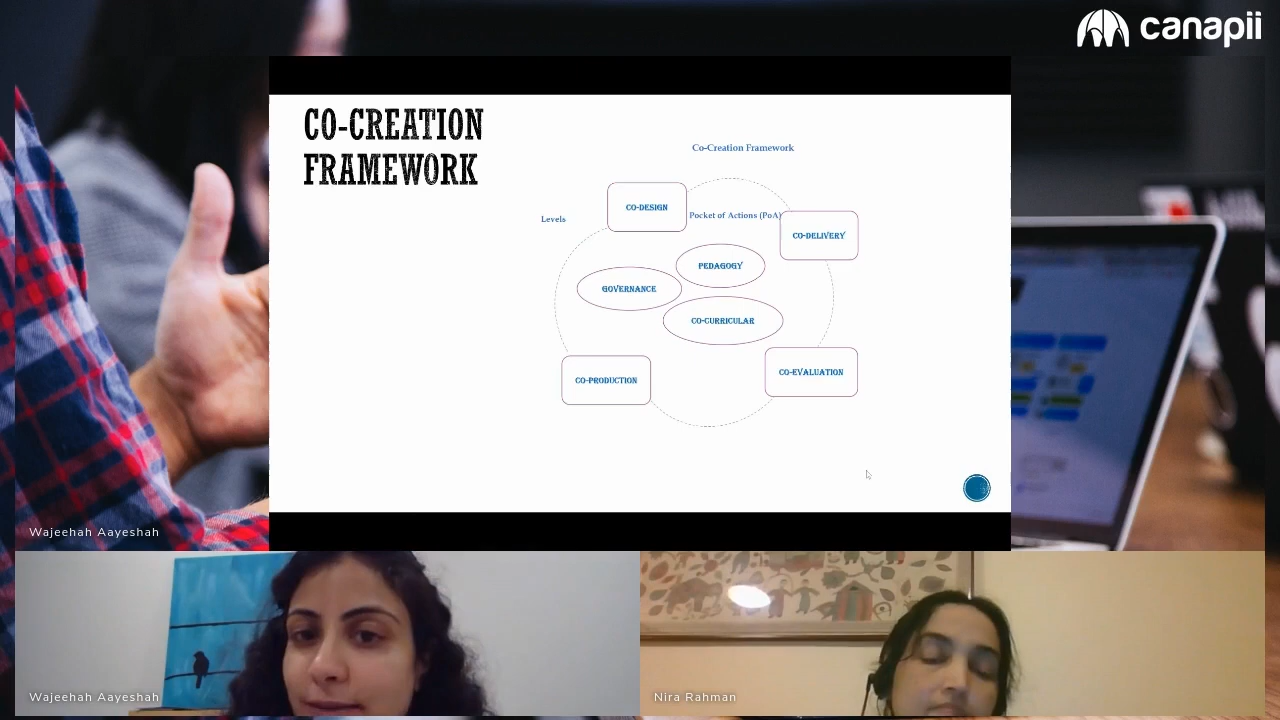 canapii
CO-CREATION
FRAMEWORK
Co-Creation Framework
Levels
CO-DESIGN
Pocket of Actions (PoA)
CO-DELIVERY
PEDAGOGY
GOVERNANCE
CO-CURRICULAR
CO-PRODUCTION
CO-EVALUATION
Wajeehah Aayeshah
Wajeehah Aayeshah
Nira Rahman